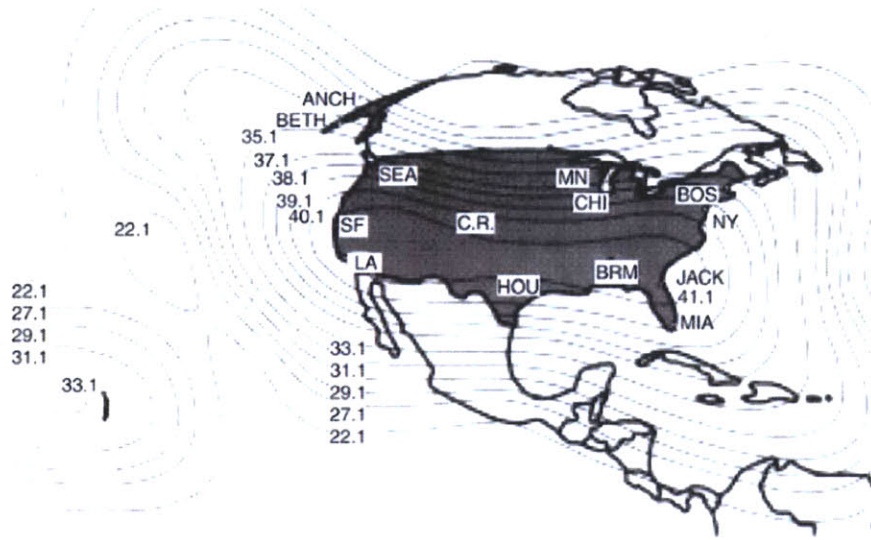 ANCH
BETH
35.1
37.1
38.1
39.1
40.1
SEA
MN
BOS
CHI
SF
C.R.
NY
22.1
LA
HOU
BRM
JACK
41.1
MIA
22.1
27.1
29.1
31.1
33.1
33.1
31.1
29.1
27.1
22.1